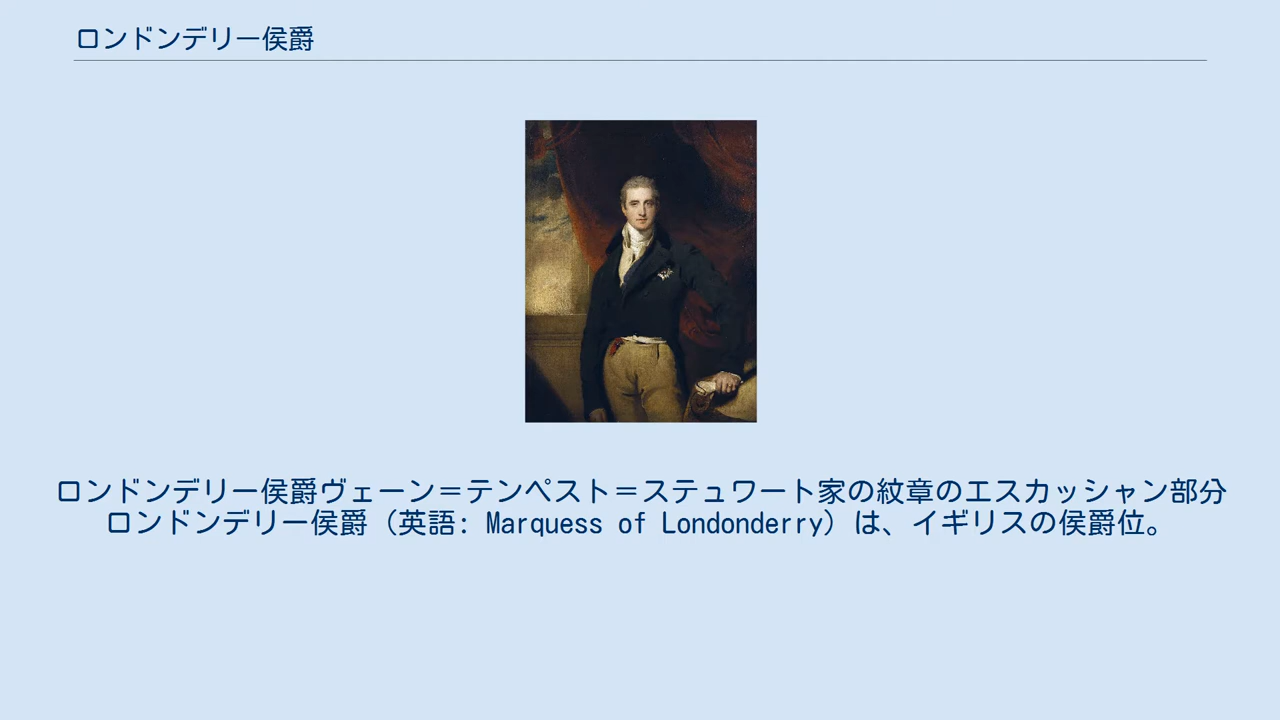 ロンドンデリー侯爵
ロンドンデリー侯爵ヴェーン＝テンペスト＝ステュワート家の紋章のエスカッシャン部分
ロンドンデリー侯爵（英語: Marquess of Londonderry）は、イギリスの侯爵位。